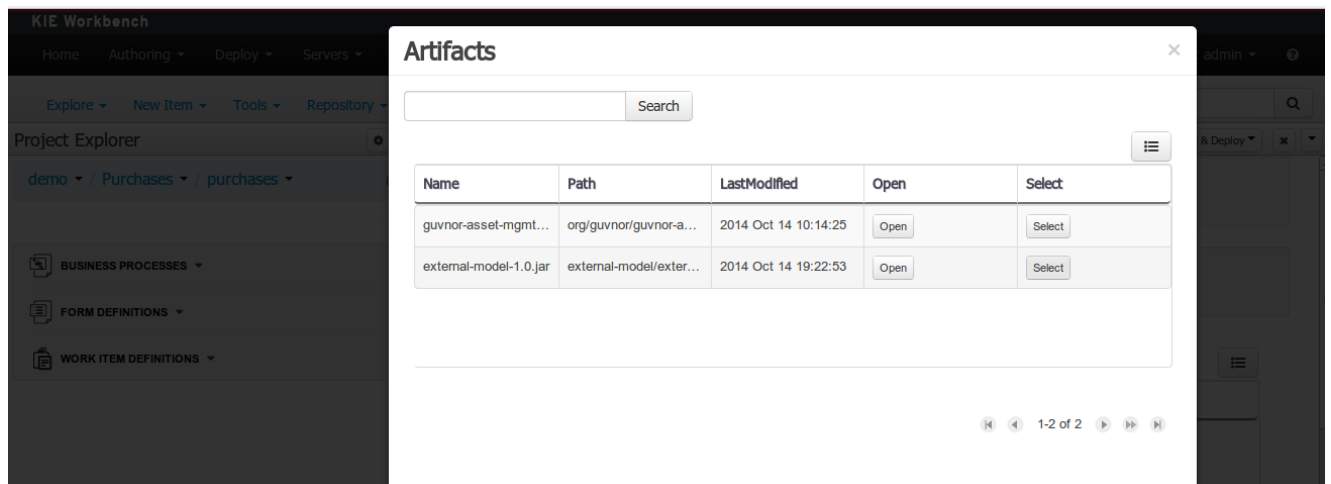 KIE Workbench
Home Authoring Deploy Servers admin
Artifacts
Explore New Item Tools Repository
Search
Project Explorer
& Deploy
demo / Purchases / purchases
Name Path LastModified Open Select
guvnor-asset-mgmt... org/guvnor/guvnor-a... 2014 Oct 14 10:14:25 Open Select
BUSINESS PROCESSES
external-model-1.0.jar external-model/exter... 2014 Oct 14 19:22:53 Open Select
FORM DEFINITIONS
WORK ITEM DEFINITIONS
1-2 of 2